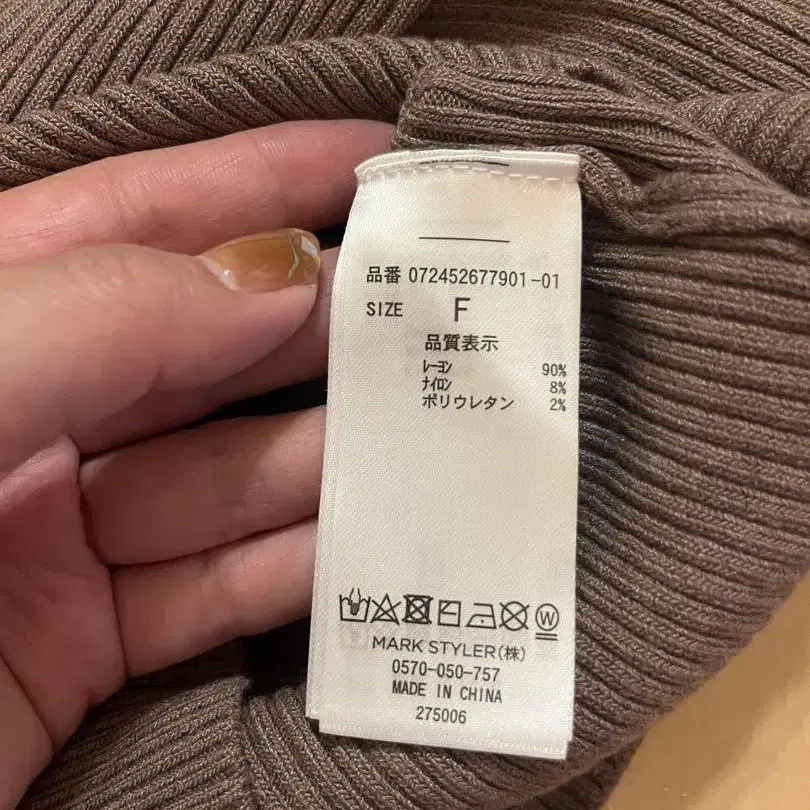 品番 072452677901-01
SIZE F
品質表示
レーヨン 90%
ナイロン 8%
ポリウレタン 2%
W
MARK STYLER(株)
0570-050-757
MADE IN CHINA
275006